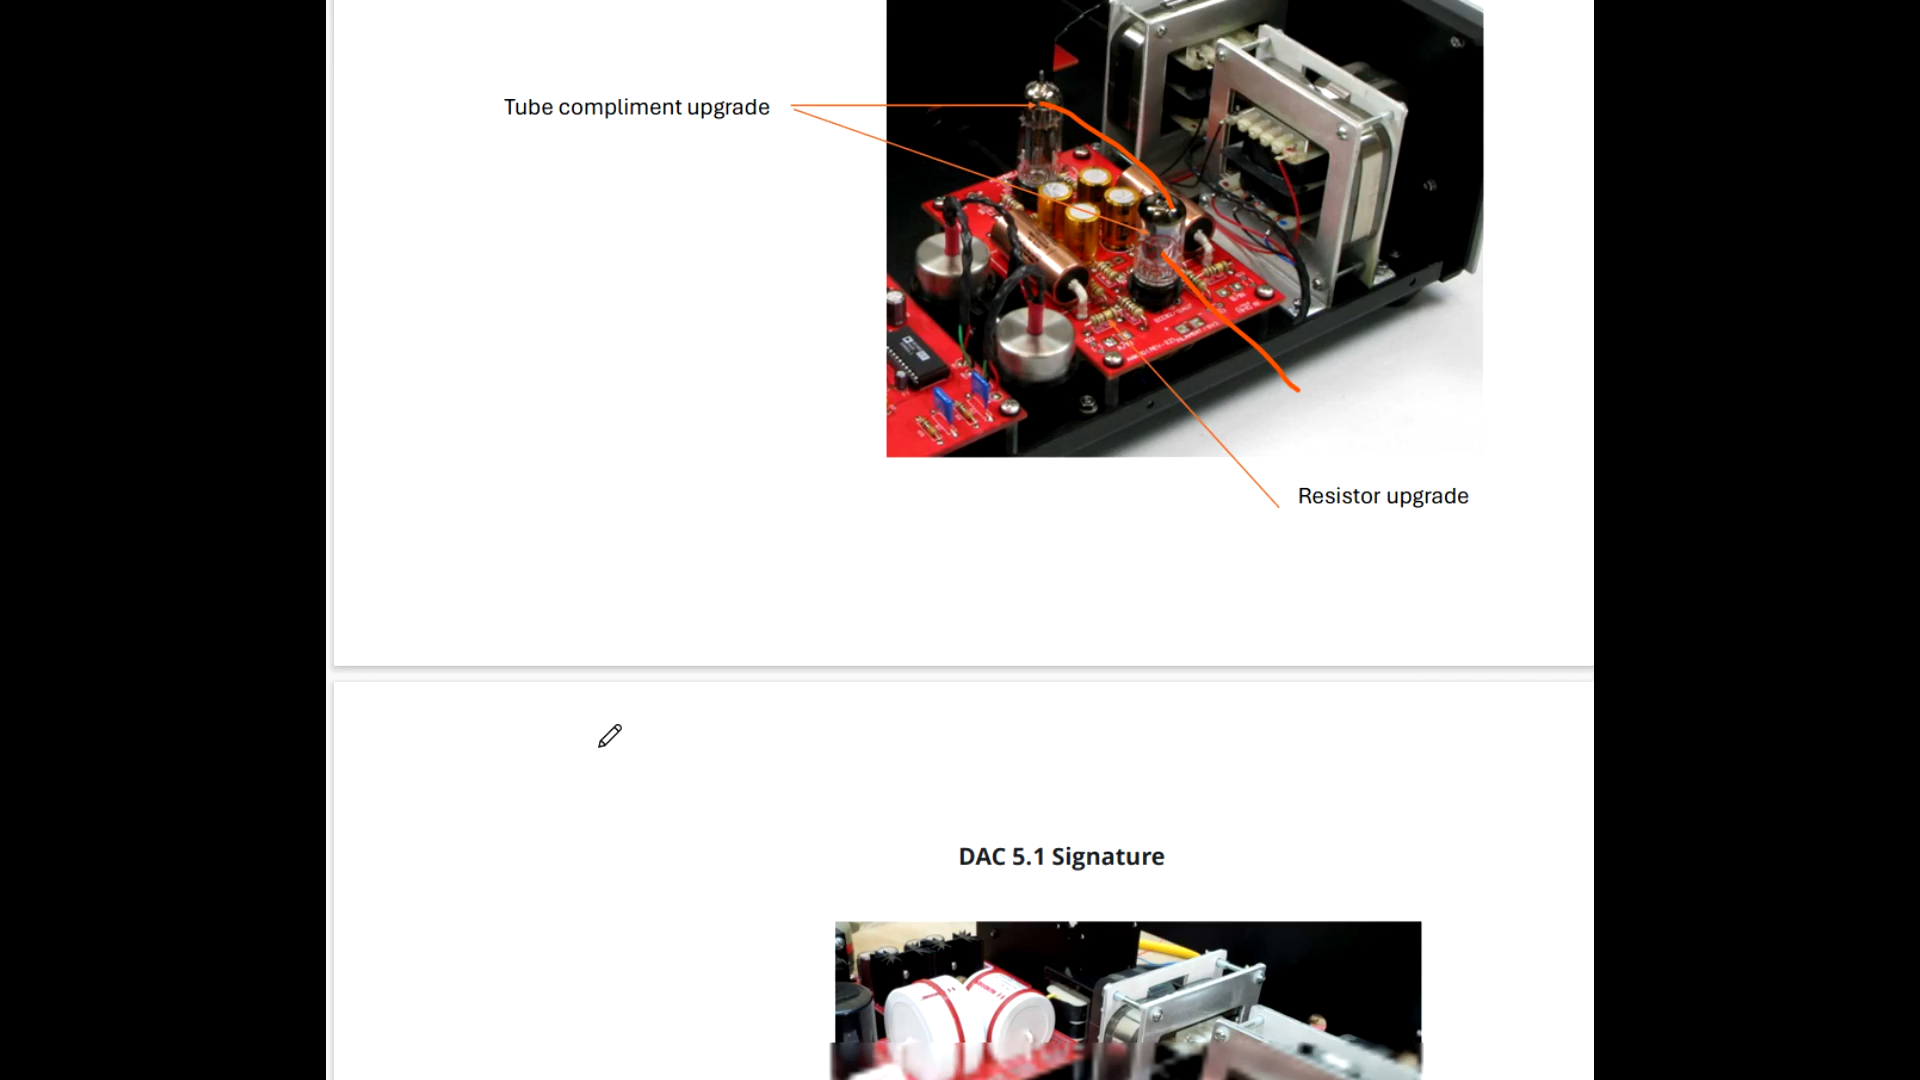 Tube compliment upgrade
Resistor upgrade
DAC 5.1 Signature